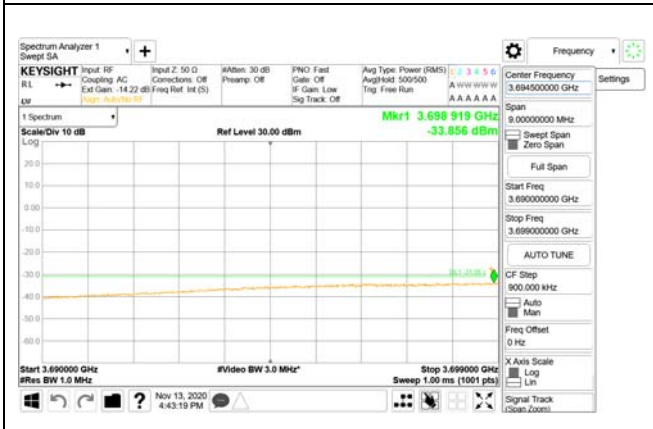 Spectrum Analyzer 1
Swept SA
+
Frequency
KEYSIGHT
RL
Input: RF
Coupling: AC
Ext Gain: -14.22 dB
Align: Auto/No RF
Input Z: 50 Ω
Corrections: Off
Freq Ref: Int (S)
#Atten: 30 dB
Preamp: Off
PNO: Fast
Gate: Off
IF Gain: Low
Sig Track: Off
Avg Type: Power (RMS)
Avg|Hold: 500/500
Trig: Free Run
1 2 3 4 5 6
A W W W W W
A A A A A A
1 Spectrum
Scale/Div 10 dB
Log
Ref Level 30.00 dBm
Mkr1 3.698 919 GHz
-33.856 dBm
20.0
10.0
0.00
-10.0
-20.0
-30.0
-40.0
-50.0
-60.0
Start 3.690000 GHz
#Res BW 1.0 MHz
#Video BW 3.0 MHz*
Stop 3.699000 GHz
Sweep 1.00 ms (1001 pts)
Nov 13, 2020
4:43:19 PM
?
Center Frequency
3.694500000 GHz
Settings
Span
9.00000000 MHz
Swept Span
Zero Span
Full Span
Start Freq
3.690000000 GHz
Stop Freq
3.699000000 GHz
AUTO TUNE
CF Step
900.000 kHz
Auto
Man
Freq Offset
0 Hz
X Axis Scale
Log
Lin
Signal Track
(Span Zoom)